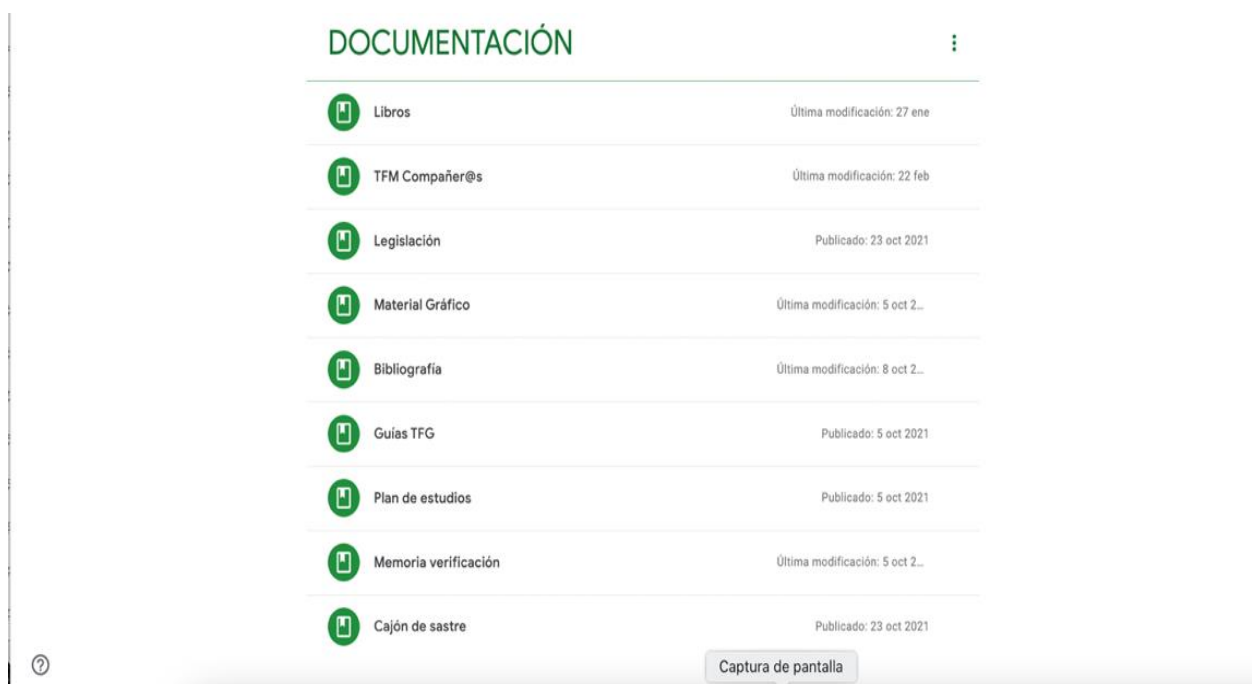 DOCUMENTACIÓN
Libros Última modificación: 27 ene
TFM Compañer@s Última modificación: 22 feb
Legislación Publicado: 23 oct 2021
Material Gráfico Última modificación: 5 oct 2...
Bibliografía Última modificación: 8 oct 2...
Guías TFG Publicado: 5 oct 2021
Plan de estudios Publicado: 5 oct 2021
Memoria verificación Última modificación: 5 oct 2...
Cajón de sastre Publicado: 23 oct 2021
Captura de pantalla